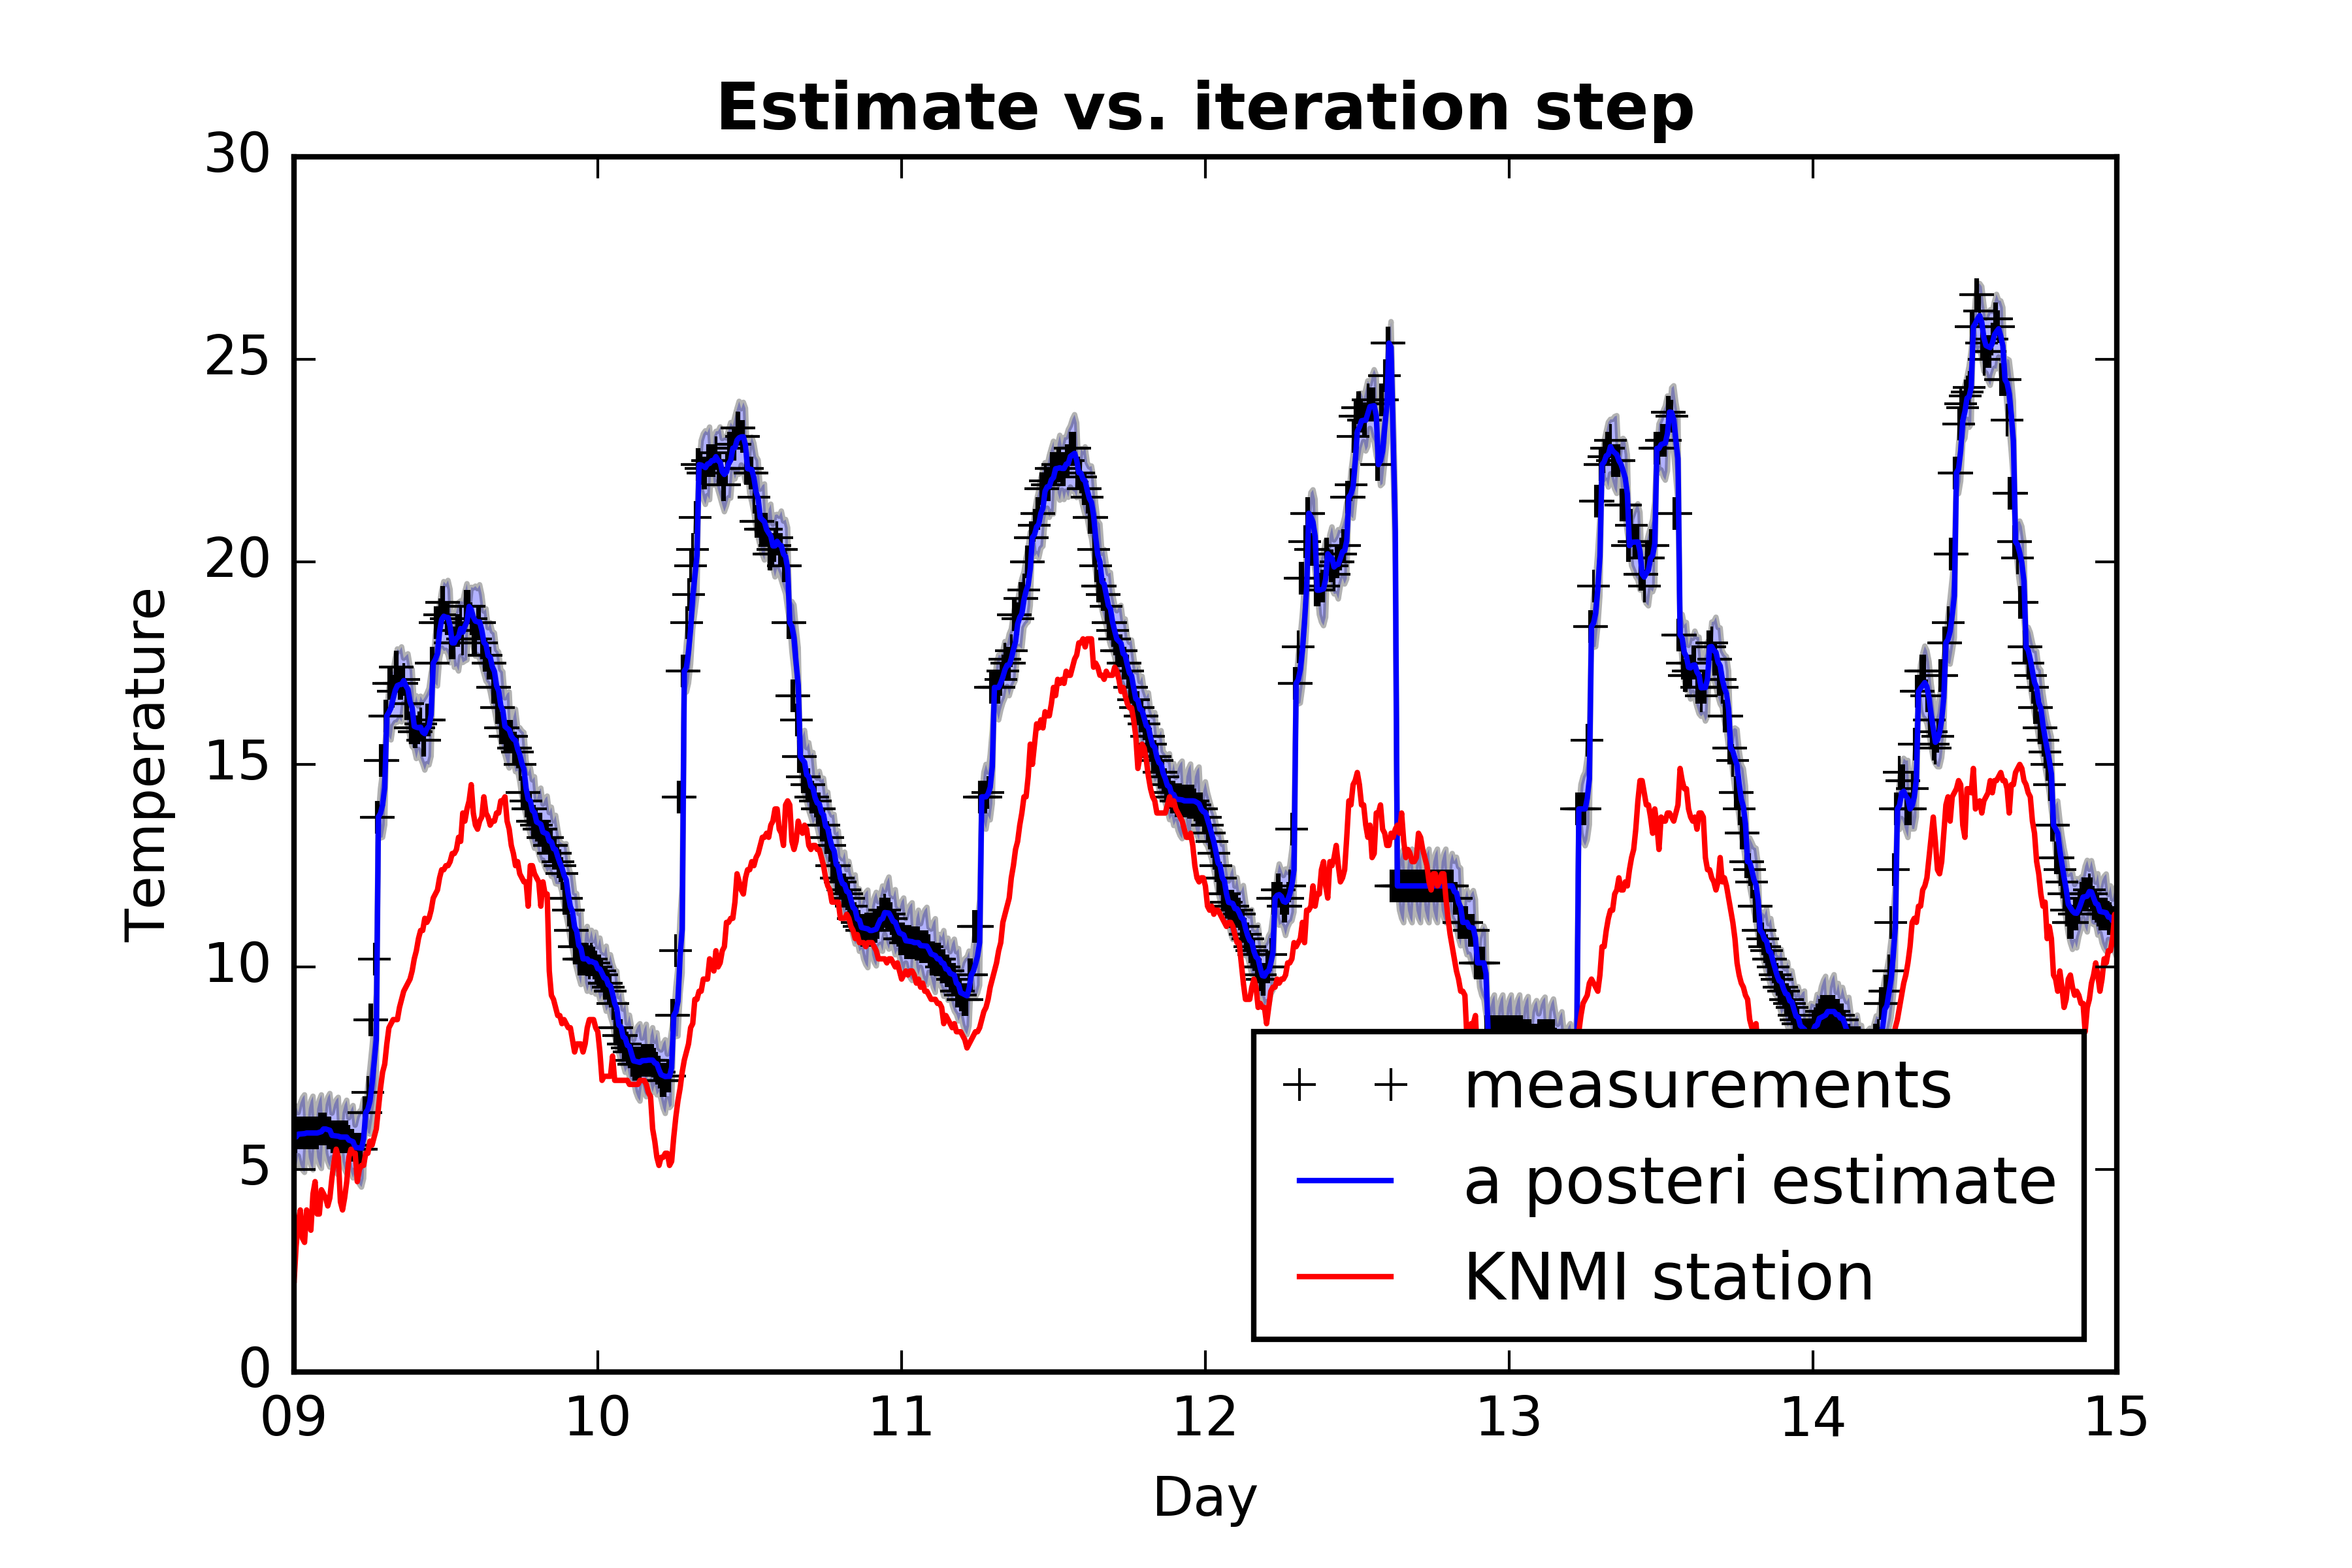 Estimate vs. iteration step
30
25
20
15
10
5
0
Temperature
09 10 11 12 13 14 15
Day
measurements
a posteri estimate
KNMI station